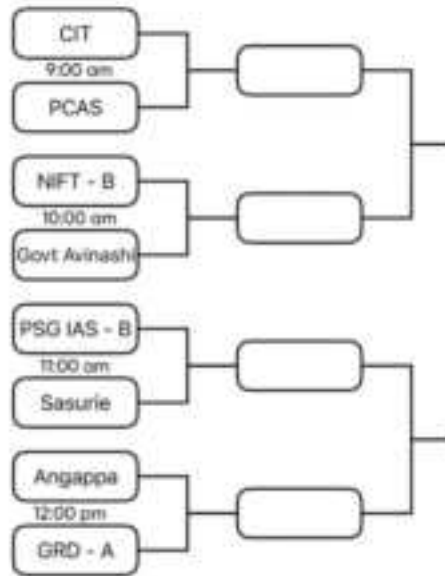 CIT
9:00 am
PCAS
NIFT - B
10:00 am
Govt Avinashi
PSG IAS - B
11:00 am
Sasurie
Angappa
12:00 pm
GRD - A